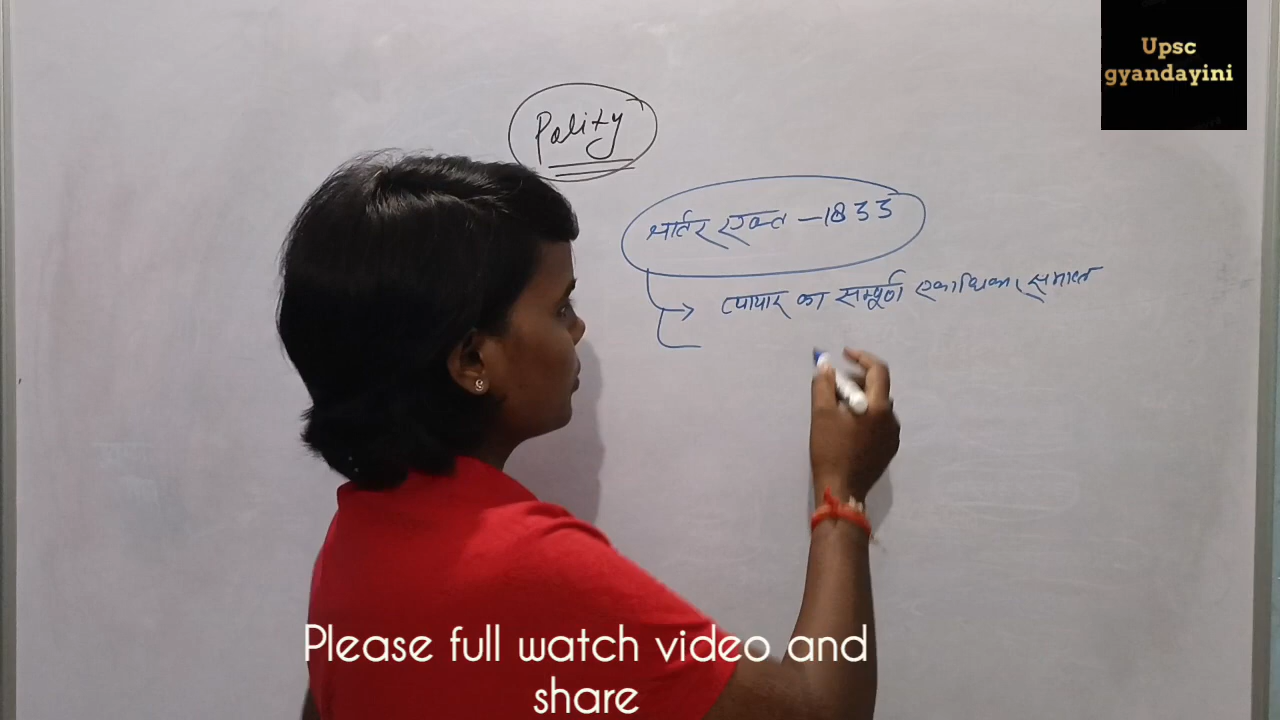 Upsc
gyandayini
Polity
चार्टर एक्ट - 1833
व्यापार का सम्पूर्ण एकाधिकार समाप्त
Please full watch video and
share